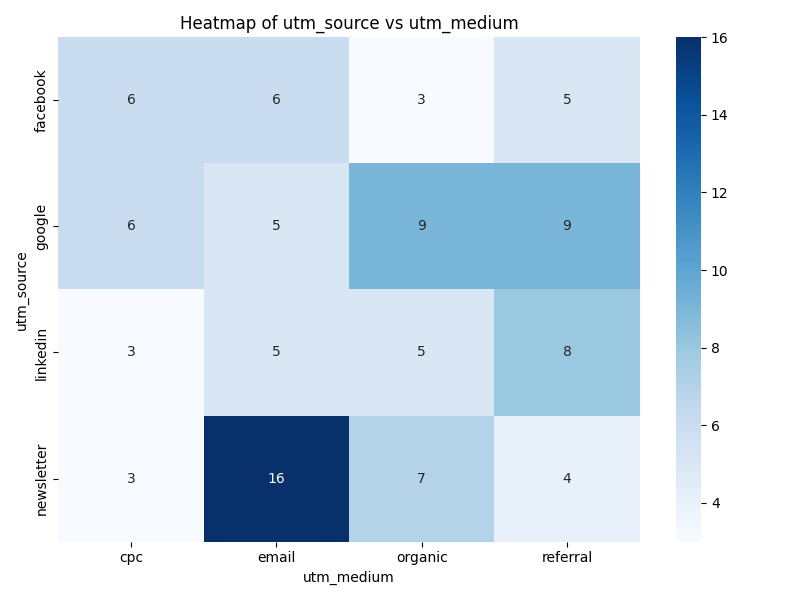 Heatmap of utm_source vs utm_medium
utm_source
facebook
6 6 3 5
google
6 5 9 9
linkedin
3 5 5 8
newsletter
3 16 7 4
cpc email organic referral
utm_medium
16
14
12
10
8
6
4